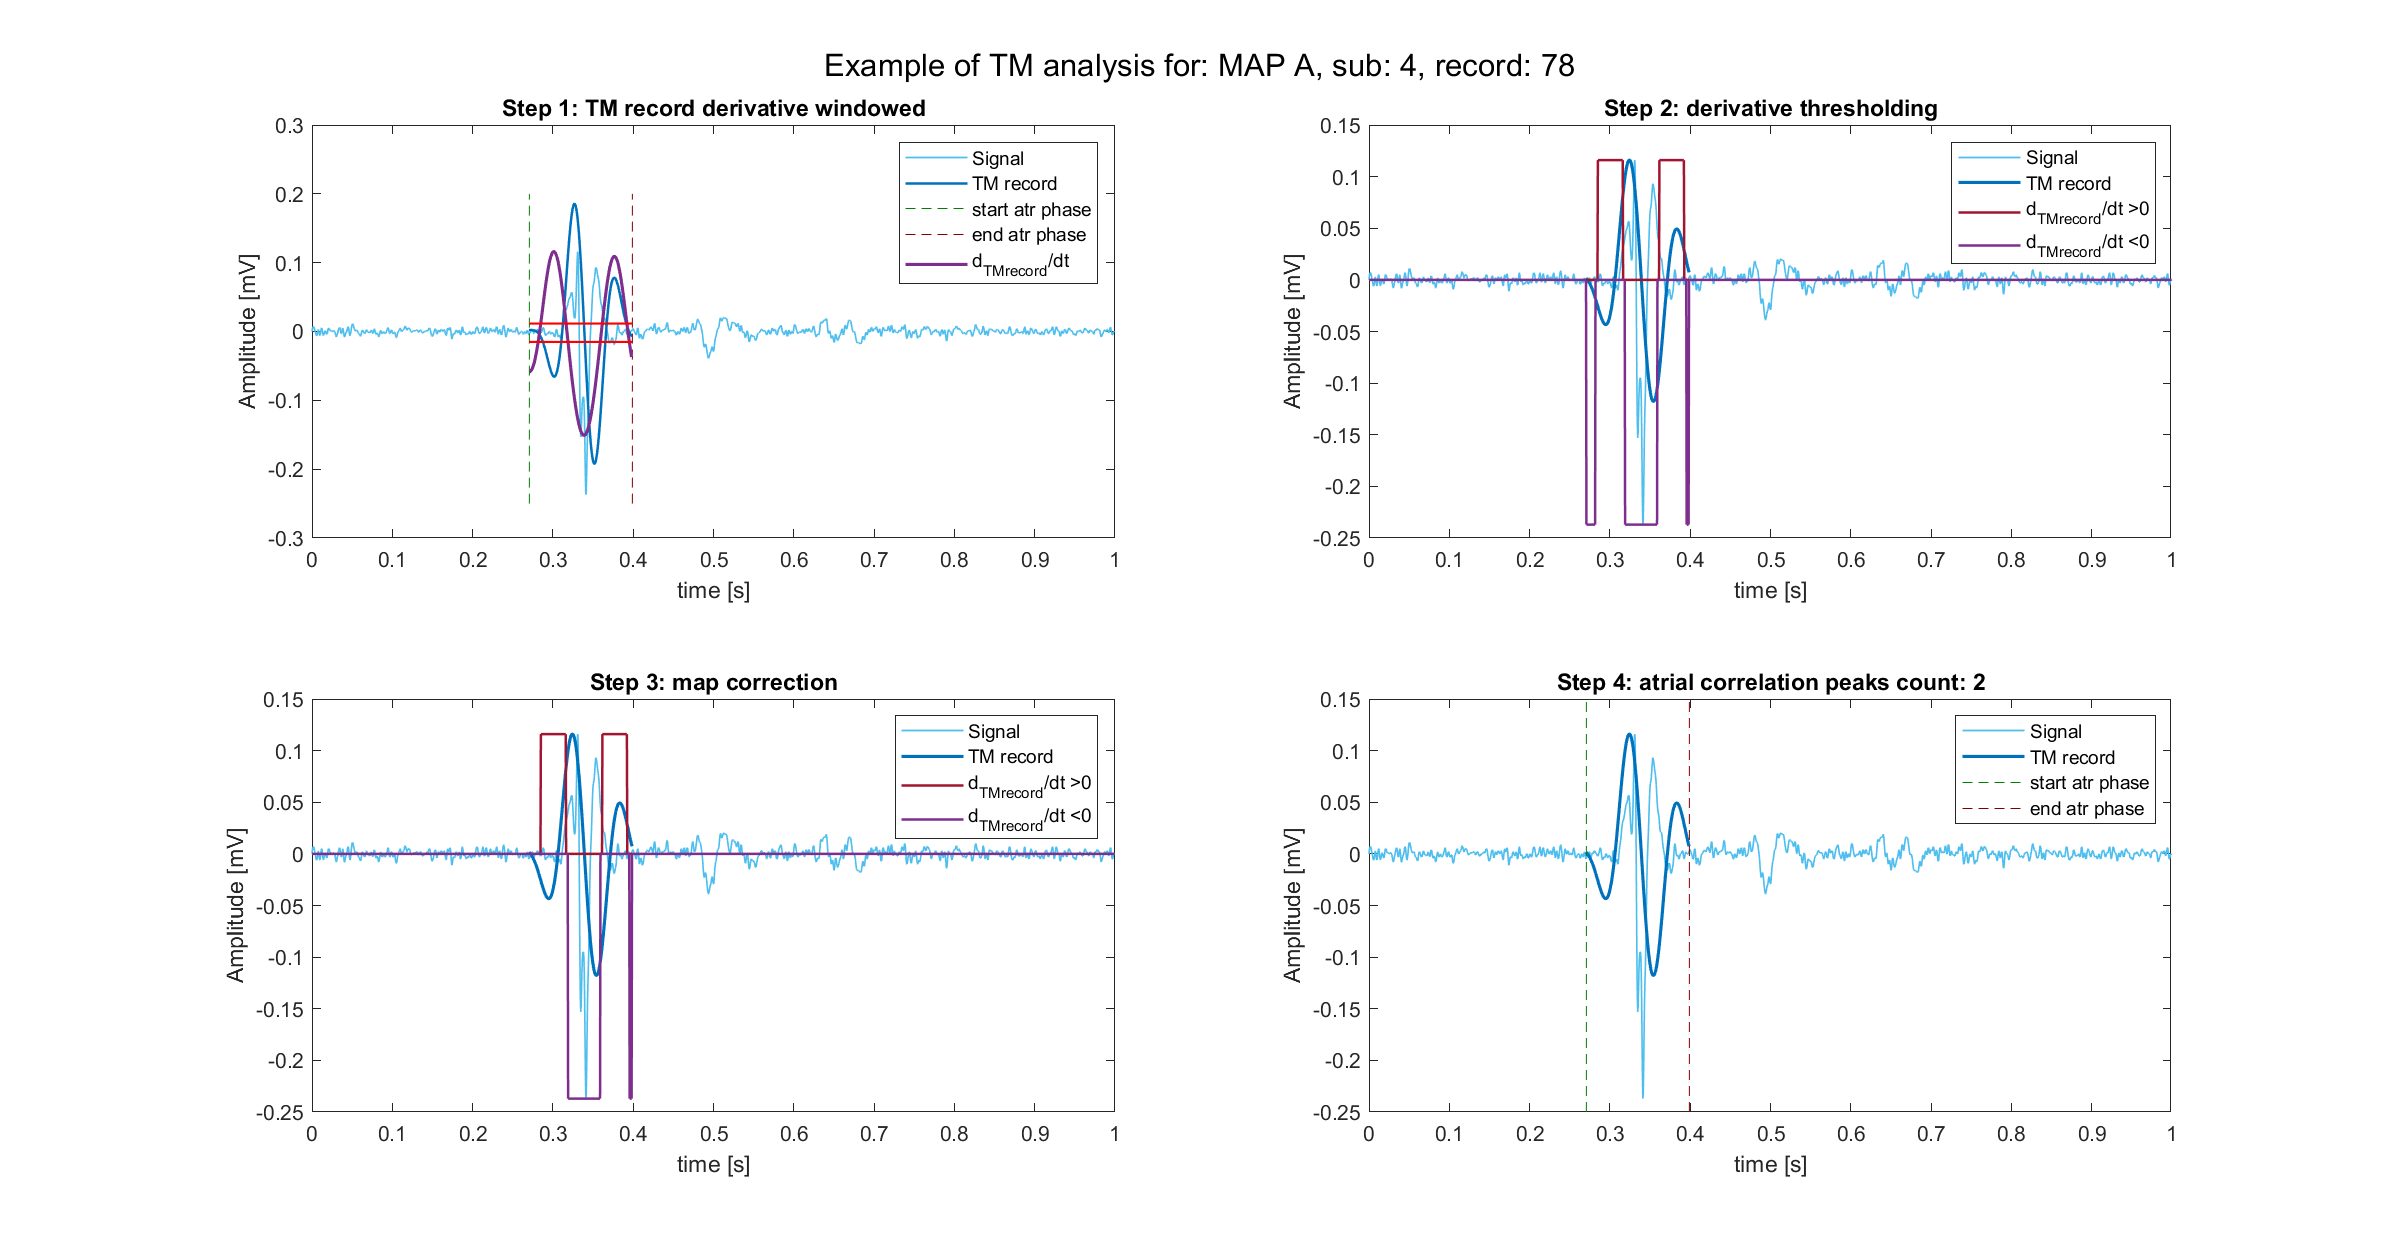 Example of TM analysis for: MAP A, sub: 4, record: 78
Step 1: TM record derivative windowed
0.3
0.2
0.1
0
-0.1
-0.2
-0.3
Amplitude [mV]
0 0.1 0.2 0.3 0.4 0.5 0.6 0.7 0.8 0.9 1
time [s]
Signal
TM record
start atr phase
end atr phase
dTMrecord/dt
Step 2: derivative thresholding
0.15
0.1
0.05
0
-0.05
-0.1
-0.15
-0.2
-0.25
Amplitude [mV]
0 0.1 0.2 0.3 0.4 0.5 0.6 0.7 0.8 0.9 1
time [s]
Signal
TM record
dTMrecord/dt >0
dTMrecord/dt <0
Step 3: map correction
0.15
0.1
0.05
0
-0.05
-0.1
-0.15
-0.2
-0.25
Amplitude [mV]
0 0.1 0.2 0.3 0.4 0.5 0.6 0.7 0.8 0.9 1
time [s]
Signal
TM record
dTMrecord/dt >0
dTMrecord/dt <0
Step 4: atrial correlation peaks count: 2
0.15
0.1
0.05
0
-0.05
-0.1
-0.15
-0.2
-0.25
Amplitude [mV]
0 0.1 0.2 0.3 0.4 0.5 0.6 0.7 0.8 0.9 1
time [s]
Signal
TM record
start atr phase
end atr phase